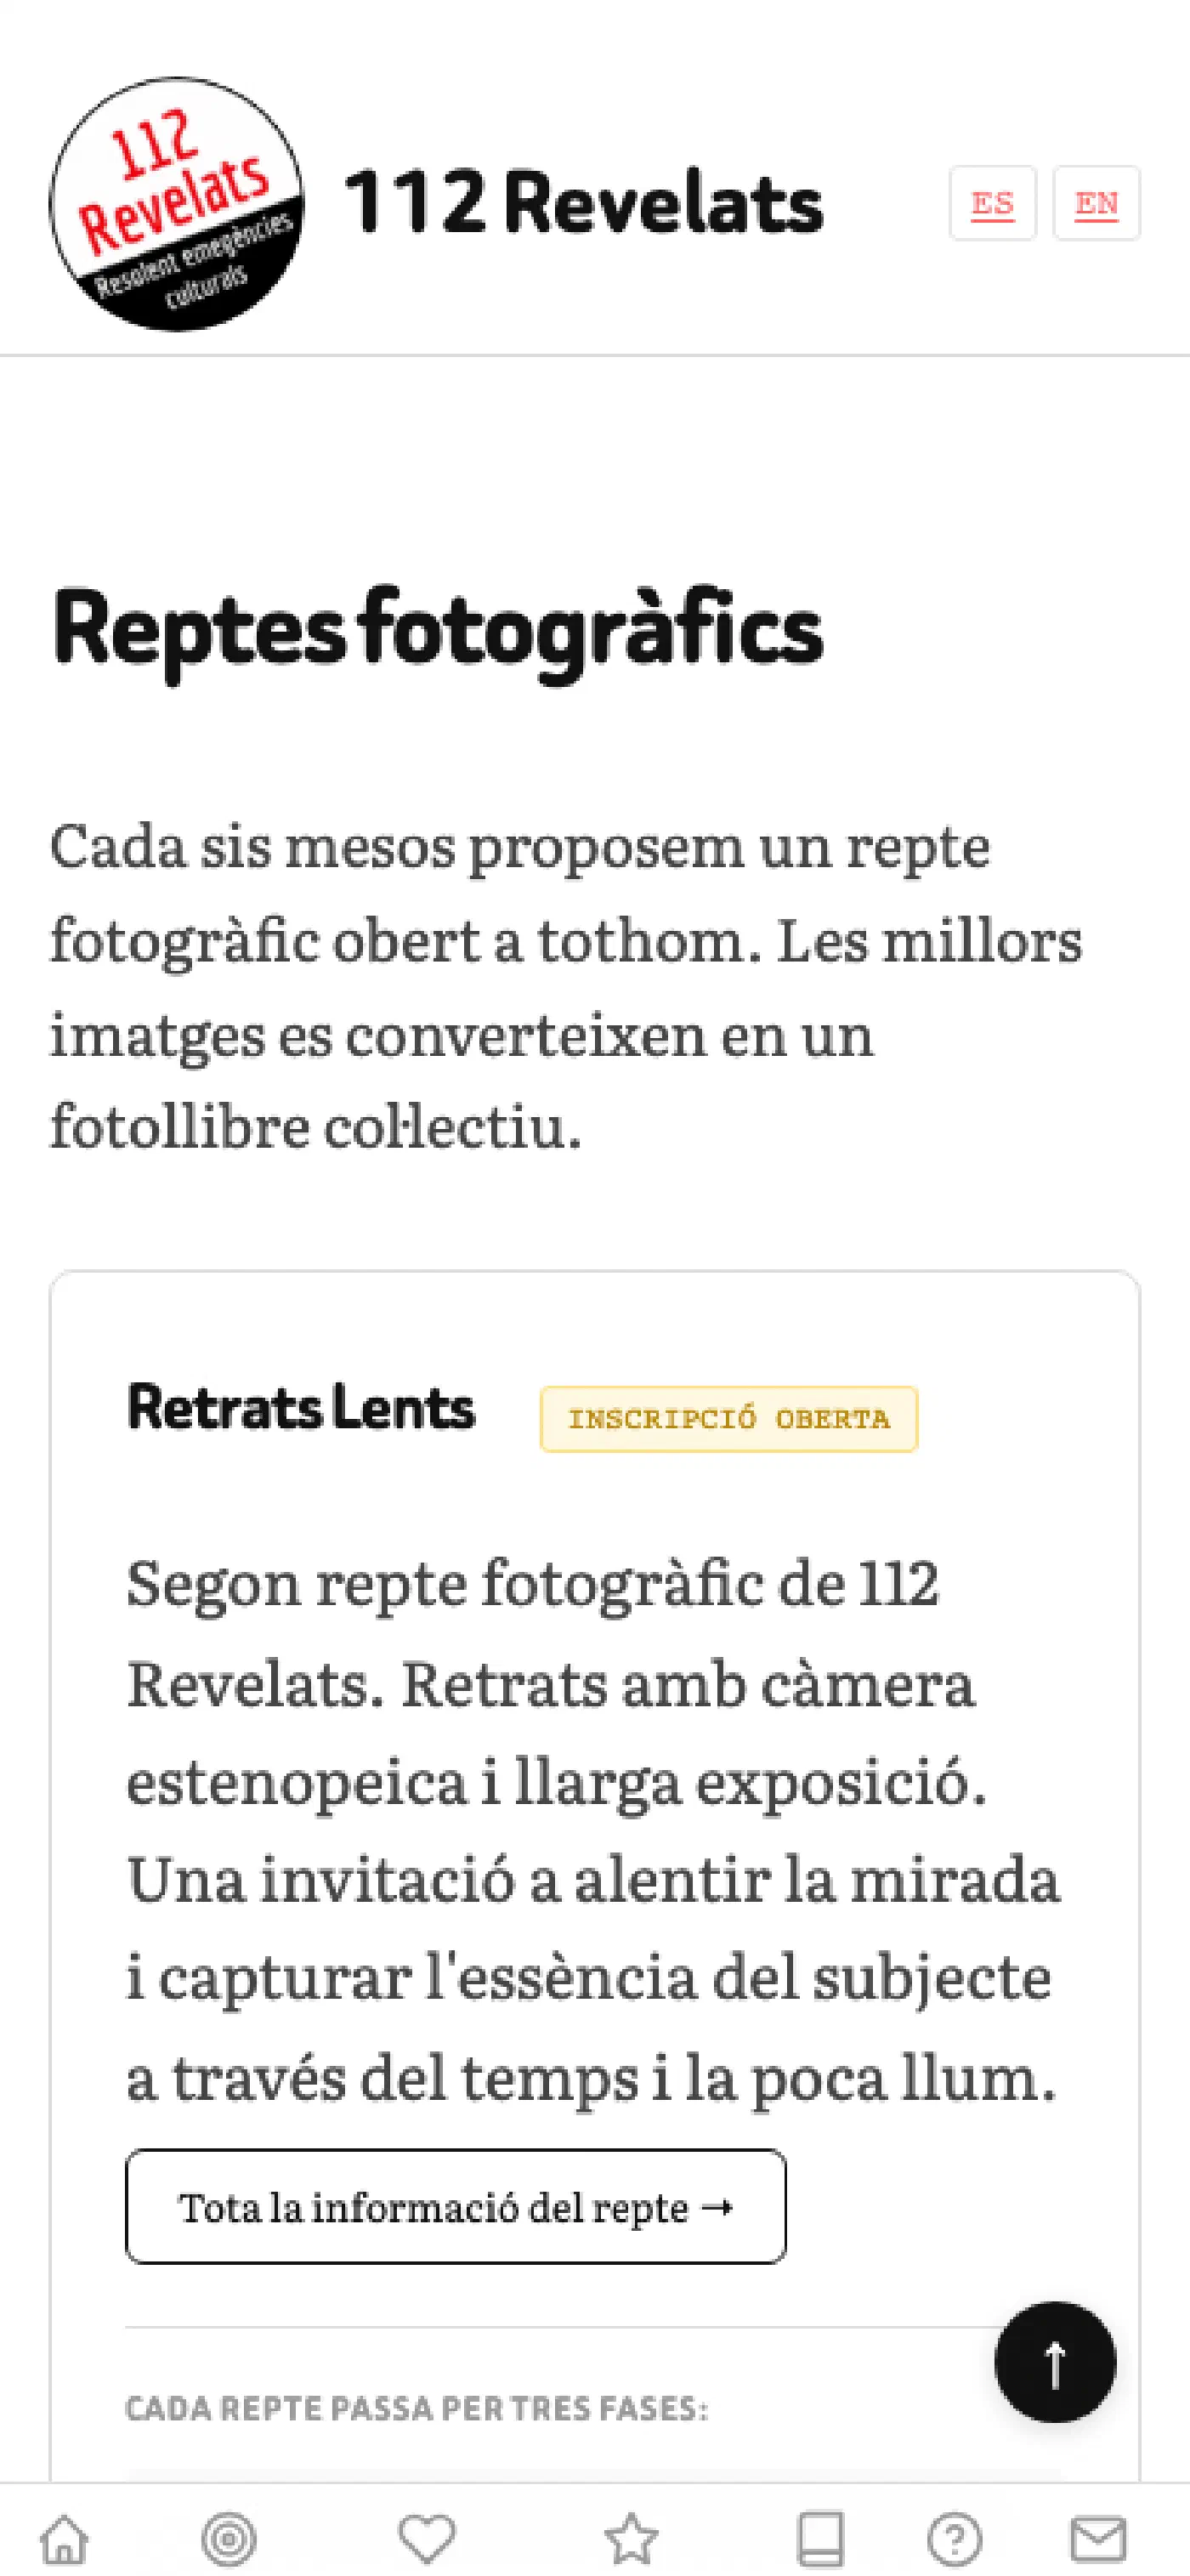 112
Revelats
Resolent emegències
culturals
112 Revelats
ES EN
Reptes fotogràfics
Cada sis mesos proposem un repte
fotogràfic obert a tothom. Les millors
imatges es converteixen en un
fotollibre col·lectiu.
Retrats Lents
INSCRIPCIÓ OBERTA
Segon repte fotogràfic de 112
Revelats. Retrats amb càmera
estenopeica i llarga exposició.
Una invitació a alentir la mirada
i capturar l'essència del subjecte
a través del temps i la poca llum.
Tota la informació del repte →
CADA REPTE PASSA PER TRES FASES: